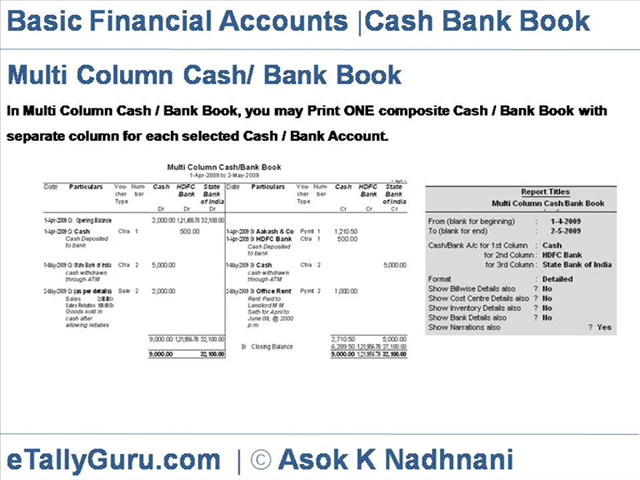 Basic Financial Accounts |Cash Bank Book
Multi Column Cash/ Bank Book
In Multi Column Cash / Bank Book, you may Print ONE composite Cash / Bank Book with
separate column for each selected Cash / Bank Account.
Multi Column Cash/Bank Book
1-Apr-2009 to 2-May-2009
Date Particulars Vou- Num- Cash HDFC State Date Particulars Vou- Num- Cash HDFC State
cher ber Bank Bank cher ber Bank Bank
Type of India Type of India
Dr Dr Dr Cr Cr Cr
1-Apr-2009 Opening Balance 2,000.00 1,21,456.78 32,100.00
1-Apr-2009 Cr Cash Ctra 1 500.00 1-Apr-2009 Dr Aakash & Co Pymt 1 1,210.50
Cash Deposited 1-Apr-2009 Dr HDFC Bank Ctra 1 500.00
to bank Cash Deposited
to bank
1-May-2009 Cr State Bank of India Ctra 2 5,000.00 1-May-2009 Dr Cash Ctra 2 5,000.00
cash withdrawn cash withdrawn
through ATM through ATM
2-May-2009 Cr (as per details) Sale 2 2,000.00 2-May-2009 Dr Office Rent Pymt 2 1,000.00
Sales Rent Paid to
Sales Rebates Landlord M M
Goods sold in Sath for April to
cash after June 09, @ 2000
allowing rebates p.m
9,000.00 1,21,956.78 32,100.00 2,710.50 5,000.00
Dr Closing Balance 6,289.50 1,21,956.78 27,100.00
9,000.00 32,100.00 9,000.00 1,21,956.78 32,100.00
Report Titles
Multi Column Cash Bank Book
From (blank for beginning) : 1-4-2009
To (blank for end) : 2-5-2009
Cash/Bank A/C for 1st Column : Cash
for 2nd Column : HDFC Bank
for 3rd Column : State Bank of India
Format : Detailed
Show Billwise Details also ? No
Show Cost Centre Details also ? No
Show Inventory Details also ? No
Show Bank Details also ? No
Show Narrations also ? Yes
eTallyGuru.com | © Asok K Nadhnani